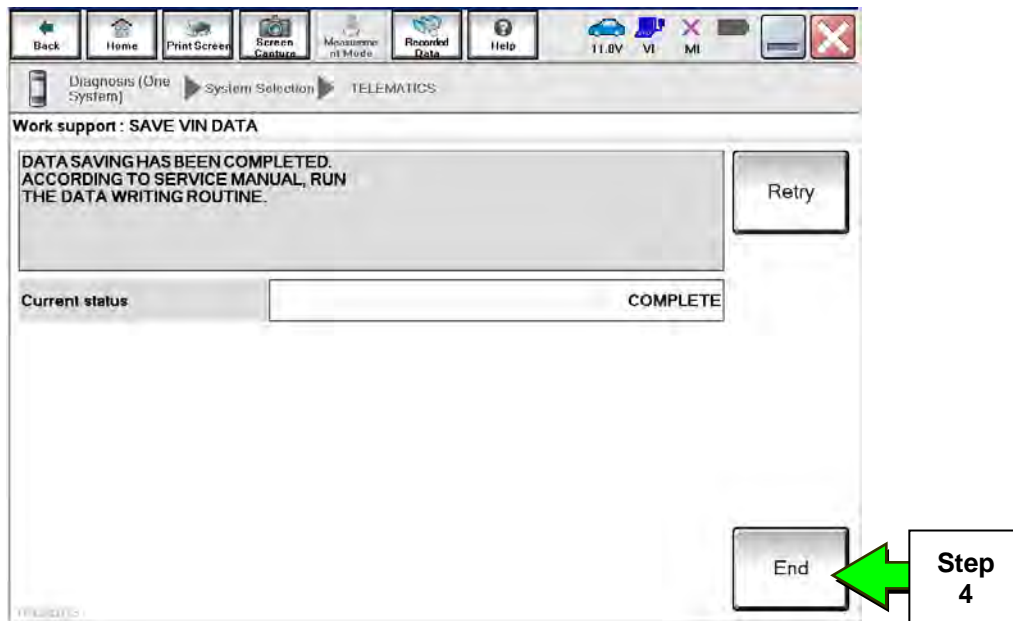 Back
Home
Print Screen
Screen
Capture
Measureme
nt Mode
Recorded
Data
Help
11.8V
VI
MI
Diagnosis (One
System)
System Selection
TELEMATICS
Work support : SAVE VIN DATA
DATA SAVING HAS BEEN COMPLETED.
ACCORDING TO SERVICE MANUAL, RUN
THE DATA WRITING ROUTINE.
Retry
Current status
COMPLETE
End
Step
4